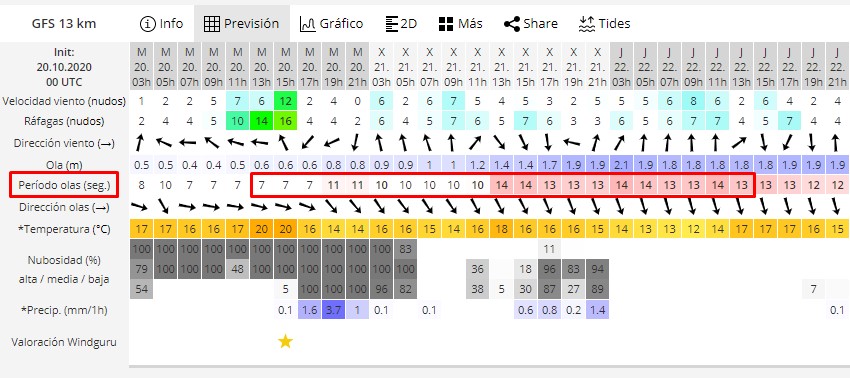 GFS 13 km Info Previsión Gráfico 2D Más Share Tides
Init: M M M M M M M M M M X X X X X X X X X X J J J J J J J J J J
20.10.2020 20. 20. 20. 20. 20. 20. 20. 20. 20. 20. 21. 21. 21. 21. 21. 21. 21. 21. 21. 21. 22. 22. 22. 22. 22. 22. 22. 22. 22. 22.
00 UTC 03h 05h 07h 09h 11h 13h 15h 17h 19h 21h 03h 05h 07h 09h 11h 13h 15h 17h 19h 21h 03h 05h 07h 09h 11h 13h 15h 17h 19h 21h
Velocidad viento (nudos) 1 2 2 5 7 6 12 2 4 0 6 2 6 7 5 4 5 3 2 4 5 5 6 8 6 2 6 4 2 4
Ráfagas (nudos) 2 4 4 5 10 14 16 4 2 4 6 4 5 6 5 7 5 3 5 6 5 5 6 7 7 4 5 7 4 4
Dirección viento (→)
Ola (m) 0.5 0.5 0.4 0.4 0.5 0.6 0.6 0.6 0.8 0.8 0.9 0.9 1 1 1.2 1.4 1.4 1.7 1.9 1.9 2.1 1.9 1.8 1.8 1.8 1.8 1.9 1.9 1.9 1.9
Período olas (seg.) 8 10 7 7 7 7 7 7 11 11 10 10 10 10 10 14 14 13 13 13 14 14 13 13 14 13 13 13 12 12
Dirección olas (→)
*Temperatura (°C) 17 17 16 16 17 20 20 16 14 14 14 16 15 14 16 18 16 16 16 15 14 13 13 12 14 17 17 17 16 15
100 100 100 100 100 100 100 100 100 100 100 83 11
Nubosidad (%)
79 100 100 100 48 100 100 100 100 100 100 100 36 18 96 83 94
alta / media / baja
54 5 100 100 100 96 82 38 5 30 87 27 89 7
*Precip. (mm/1h) 0.1 1.6 3.7 1 0.1 0.1 0.6 0.8 0.2 1.4 0.1
Valoración Windguru